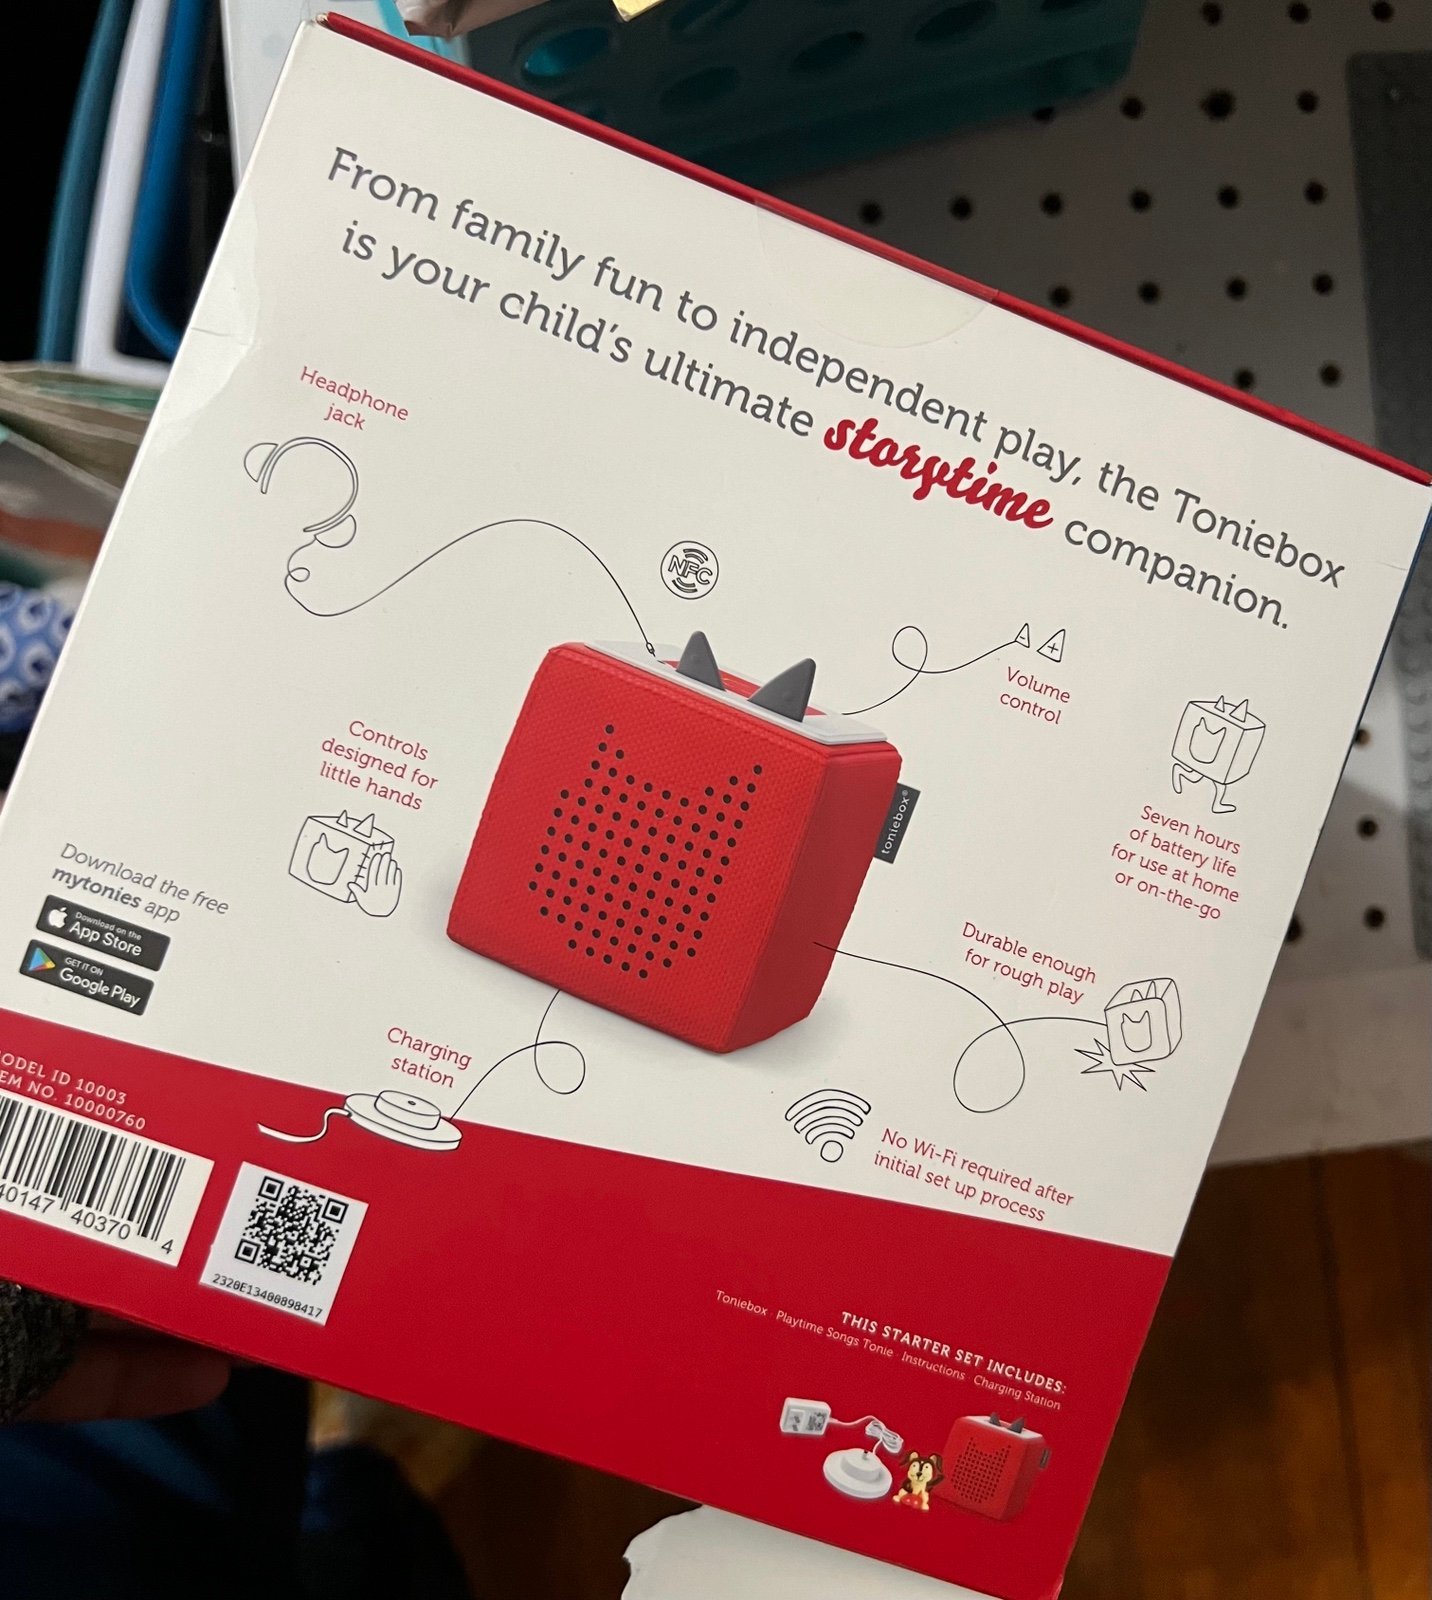 From family fun to independent play, the Toniebox
is your child's ultimate storytime companion.
Headphone
jack
NFC
- +
Volume
control
Controls
designed for
little hands
toniebox®
Seven hours
of battery life
for use at home
or on-the-go
Download the free
mytonies app
Download on the
App Store
GET IT ON
Google Play
Durable enough
for rough play
Charging
station
No Wi-Fi required after
initial set up process
ODEL ID 10003
EM NO. 10000760
40147 40370 4
2320E13400898417
THIS STARTER SET INCLUDES:
Toniebox · Playtime Songs Tonie · Instructions · Charging Station